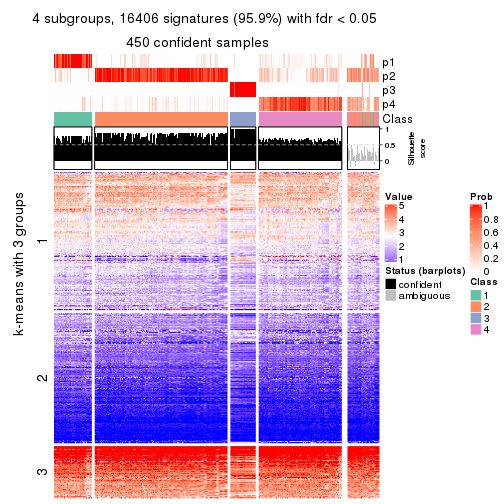 4 subgroups, 16406 signatures (95.9%) with fdr < 0.05
450 confident samples
p1
p2
p3
p4
Class
1
0.5
0
Silhouette
score
k-means with 3 groups
1
2
3
Value
5
4
3
2
1
Status (barplots)
confident
ambiguous
Prob
1
0.8
0.6
0.4
0.2
0
Class
1
2
3
4